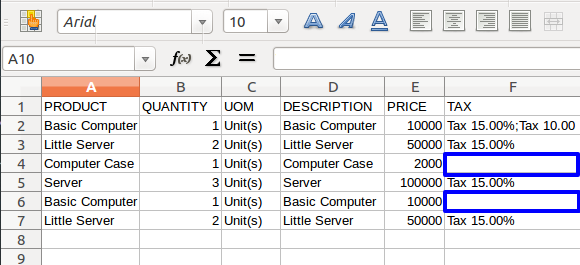 Arial 10 A A
A10 f(x) Σ =
A B C D E F
1 PRODUCT QUANTITY UOM DESCRIPTION PRICE TAX
2 Basic Computer 1 Unit(s) Basic Computer 10000 Tax 15.00%;Tax 10.00
3 Little Server 2 Unit(s) Little Server 50000 Tax 15.00%
4 Computer Case 1 Unit(s) Computer Case 2000
5 Server 3 Unit(s) Server 100000 Tax 15.00%
6 Basic Computer 1 Unit(s) Basic Computer 10000
7 Little Server 2 Unit(s) Little Server 50000 Tax 15.00%
8
9